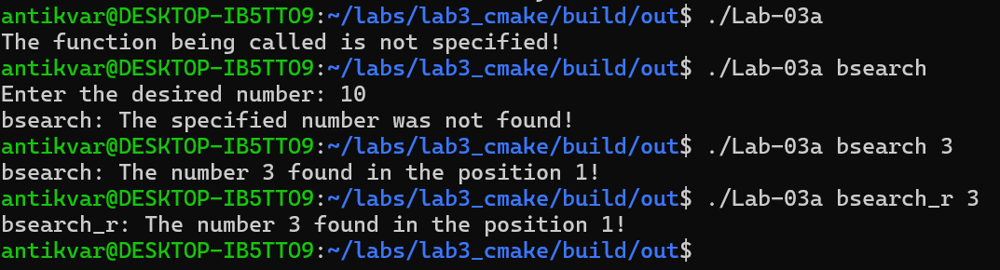 antikvar@DESKTOP-IB5TTO9:~/labs/lab3_cmake/build/out$ ./Lab-03a
The function being called is not specified!
antikvar@DESKTOP-IB5TTO9:~/labs/lab3_cmake/build/out$ ./Lab-03a bsearch
Enter the desired number: 10
bsearch: The specified number was not found!
antikvar@DESKTOP-IB5TTO9:~/labs/lab3_cmake/build/out$ ./Lab-03a bsearch 3
bsearch: The number 3 found in the position 1!
antikvar@DESKTOP-IB5TTO9:~/labs/lab3_cmake/build/out$ ./Lab-03a bsearch_r 3
bsearch_r: The number 3 found in the position 1!
antikvar@DESKTOP-IB5TTO9:~/labs/lab3_cmake/build/out$